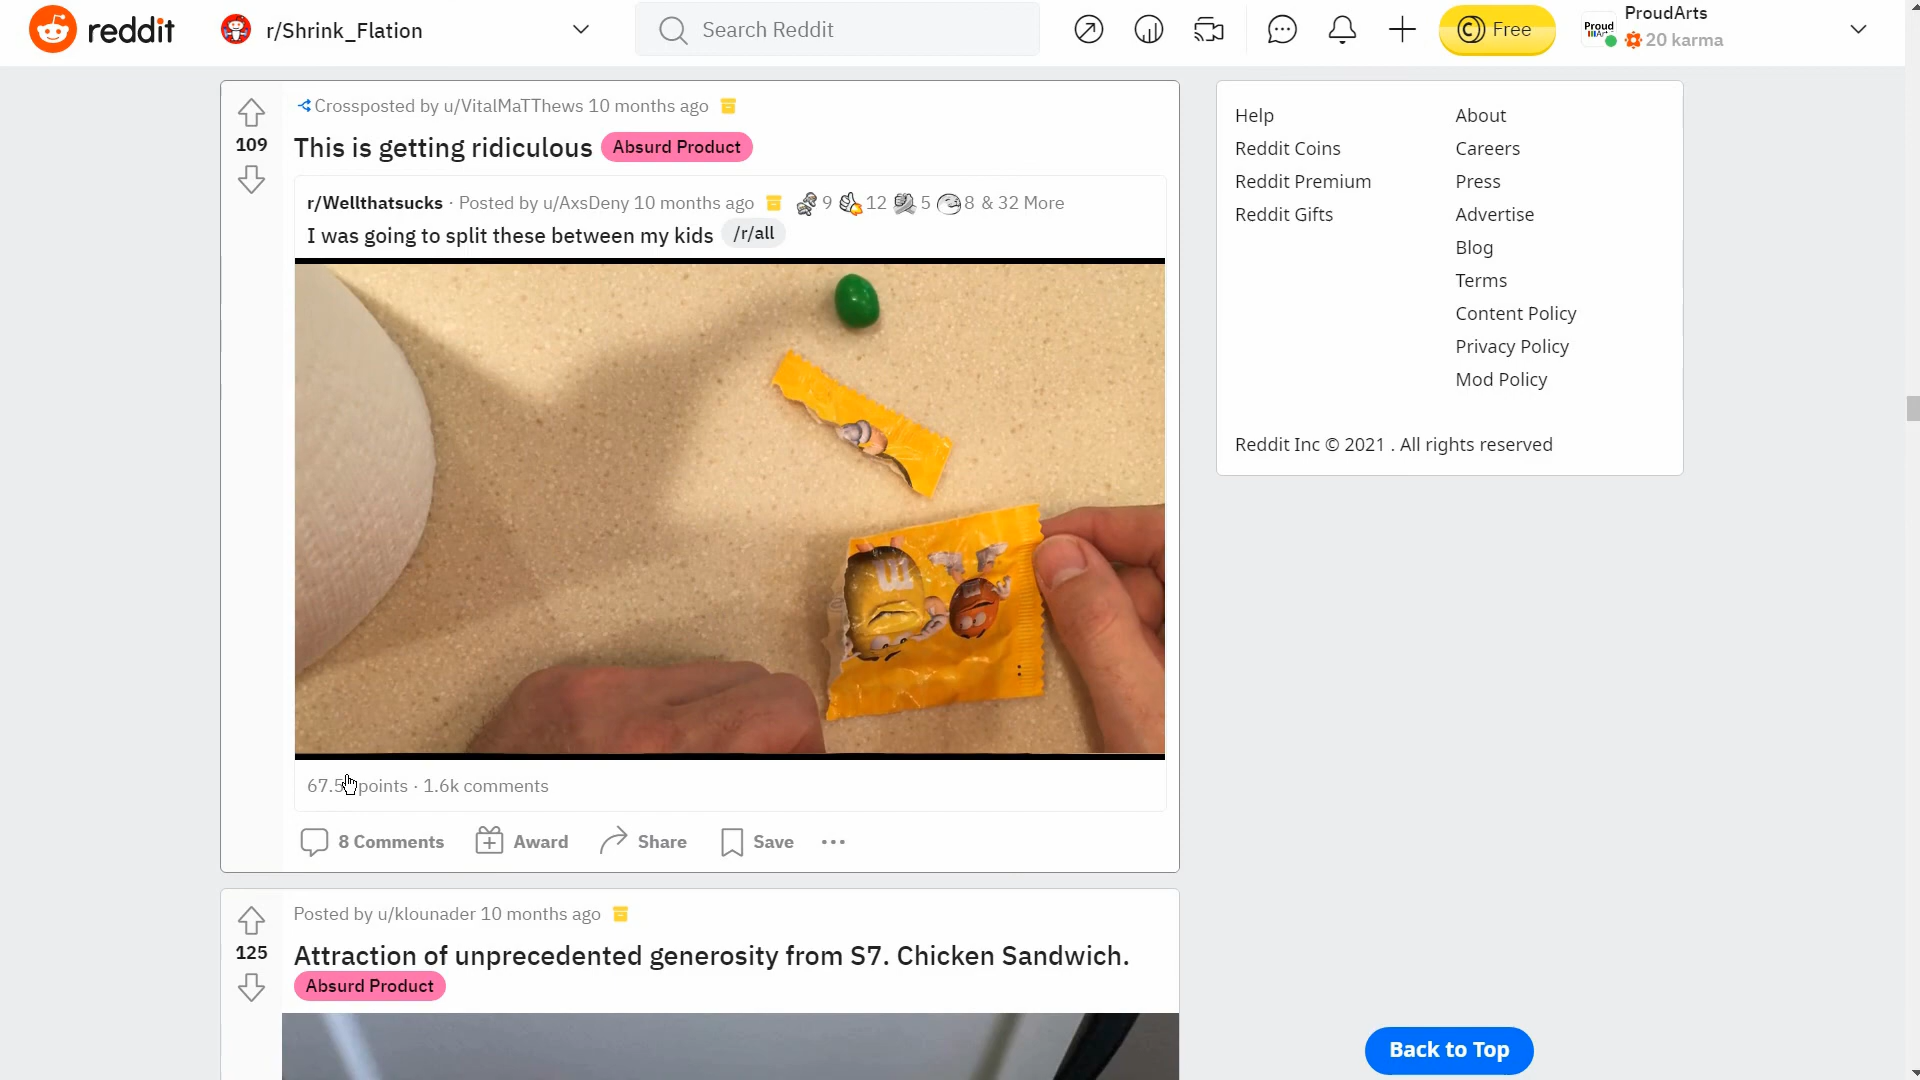 reddit
r/Shrink_Flation
Search Reddit
Free
Proud
ProudArts
20 karma
Crossposted by u/VitalMaTThews 10 months ago
109
This is getting ridiculous
Absurd Product
r/Wellthatsucks · Posted by u/AxsDeny 10 months ago 9 12 5 8 & 32 More
I was going to split these between my kids
/r/all
m
points · 1.6k comments
8 Comments
Award
Share
Save
Posted by u/klounader 10 months ago
125
Attraction of unprecedented generosity from S7. Chicken Sandwich.
Absurd Product
Help
Reddit Coins
Reddit Premium
Reddit Gifts
About
Careers
Press
Advertise
Blog
Terms
Content Policy
Privacy Policy
Mod Policy
Reddit Inc © 2021 . All rights reserved
Back to Top